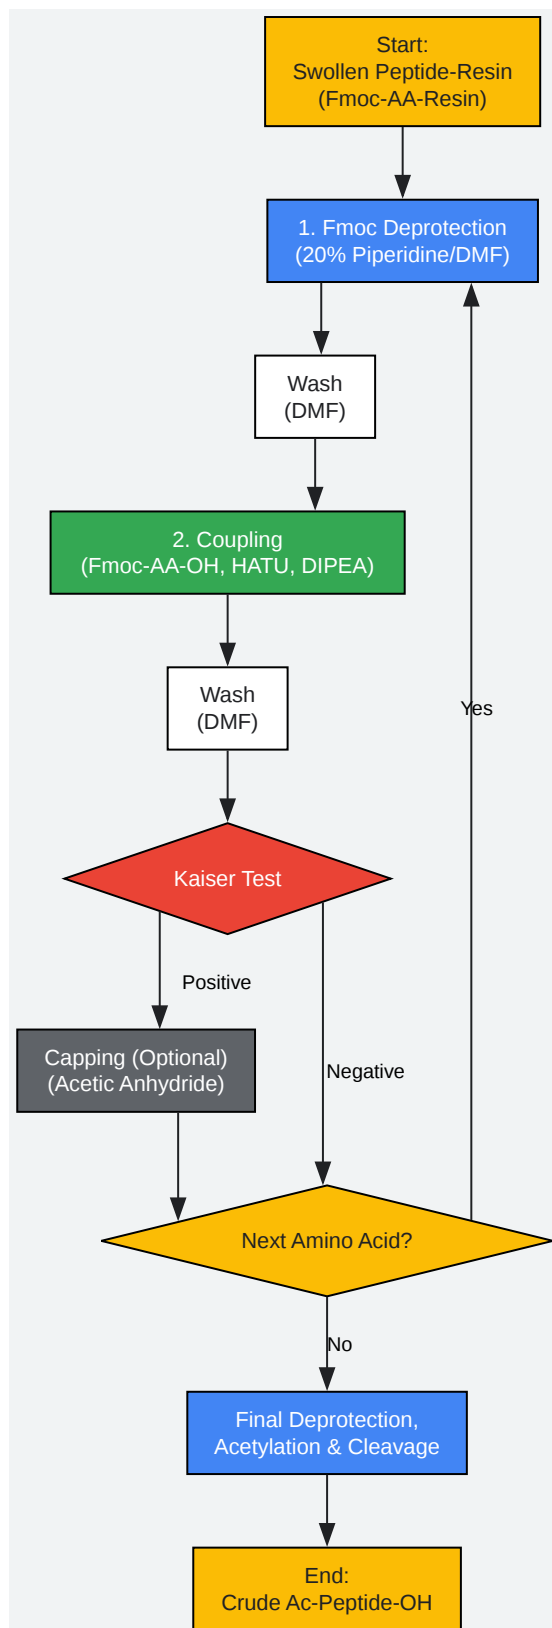 Start:
Swollen Peptide-Resin
(Fmoc-AA-Resin)
1. Fmoc Deprotection
(20% Piperidine/DMF)
Wash
(DMF)
2. Coupling
(Fmoc-AA-OH, HATU, DIPEA)
Wash
(DMF)
Yes
Kaiser Test
Positive
Capping (Optional)
(Acetic Anhydride)
Negative
Next Amino Acid?
No
Final Deprotection,
Acetylation & Cleavage
End:
Crude Ac-Peptide-OH